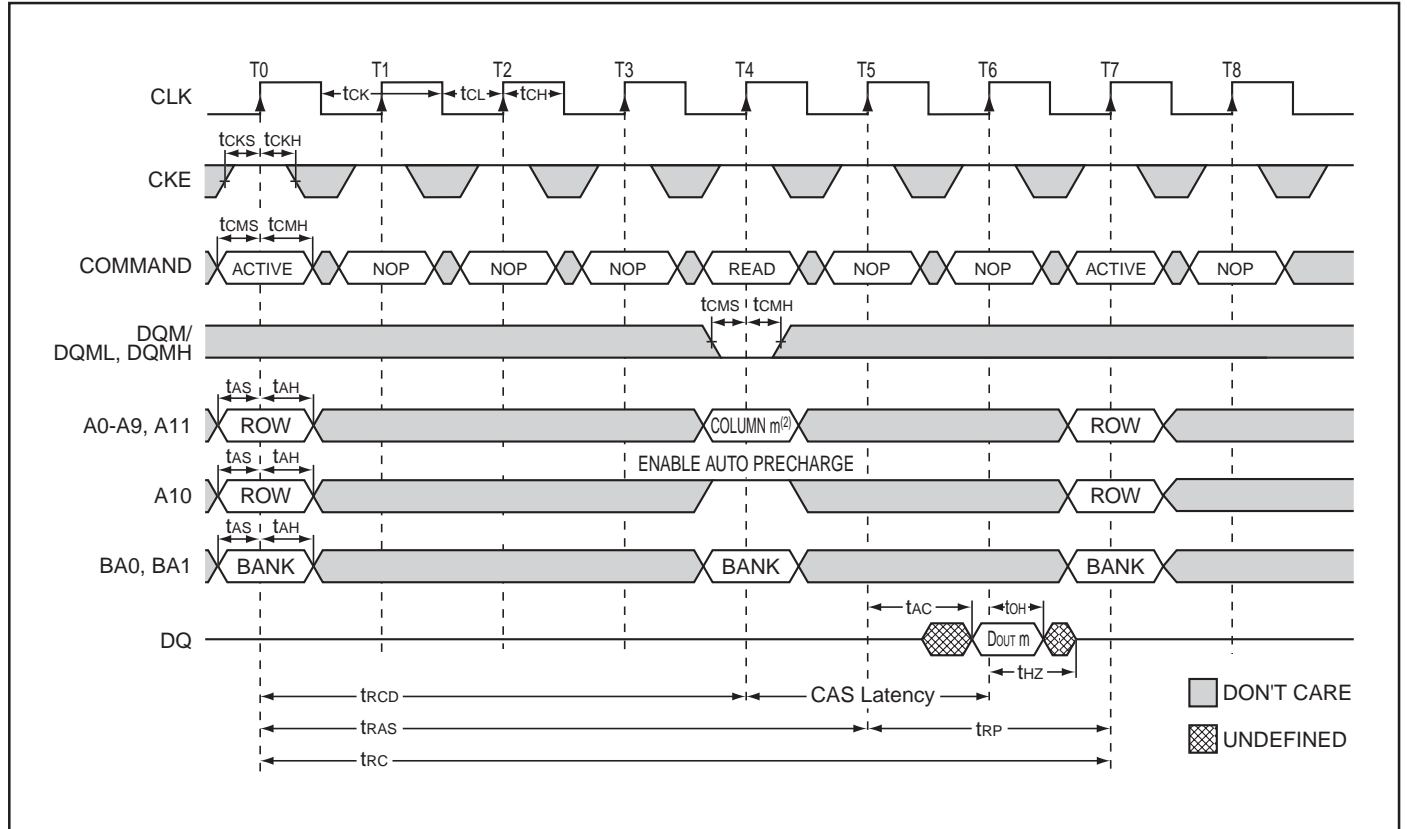 T0 T1 T2 T3 T4 T5 T6 T7 T8
CLK
tCK tCL tCH
tCKS tCKH
CKE
tCMS tCMH
COMMAND ACTIVE NOP NOP NOP READ NOP NOP ACTIVE NOP
tCMS tCMH
DQM/
DQML, DQMH
tAS tAH
A0-A9, A11 ROW COLUMN m(2) ROW
tAS tAH ENABLE AUTO PRECHARGE
A10 ROW ROW
tAS tAH
BA0, BA1 BANK BANK BANK
tAC tOH
DQ DOUT m
tHZ
tRCD CAS Latency
DON'T CARE
tRAS tRP
UNDEFINED
tRC